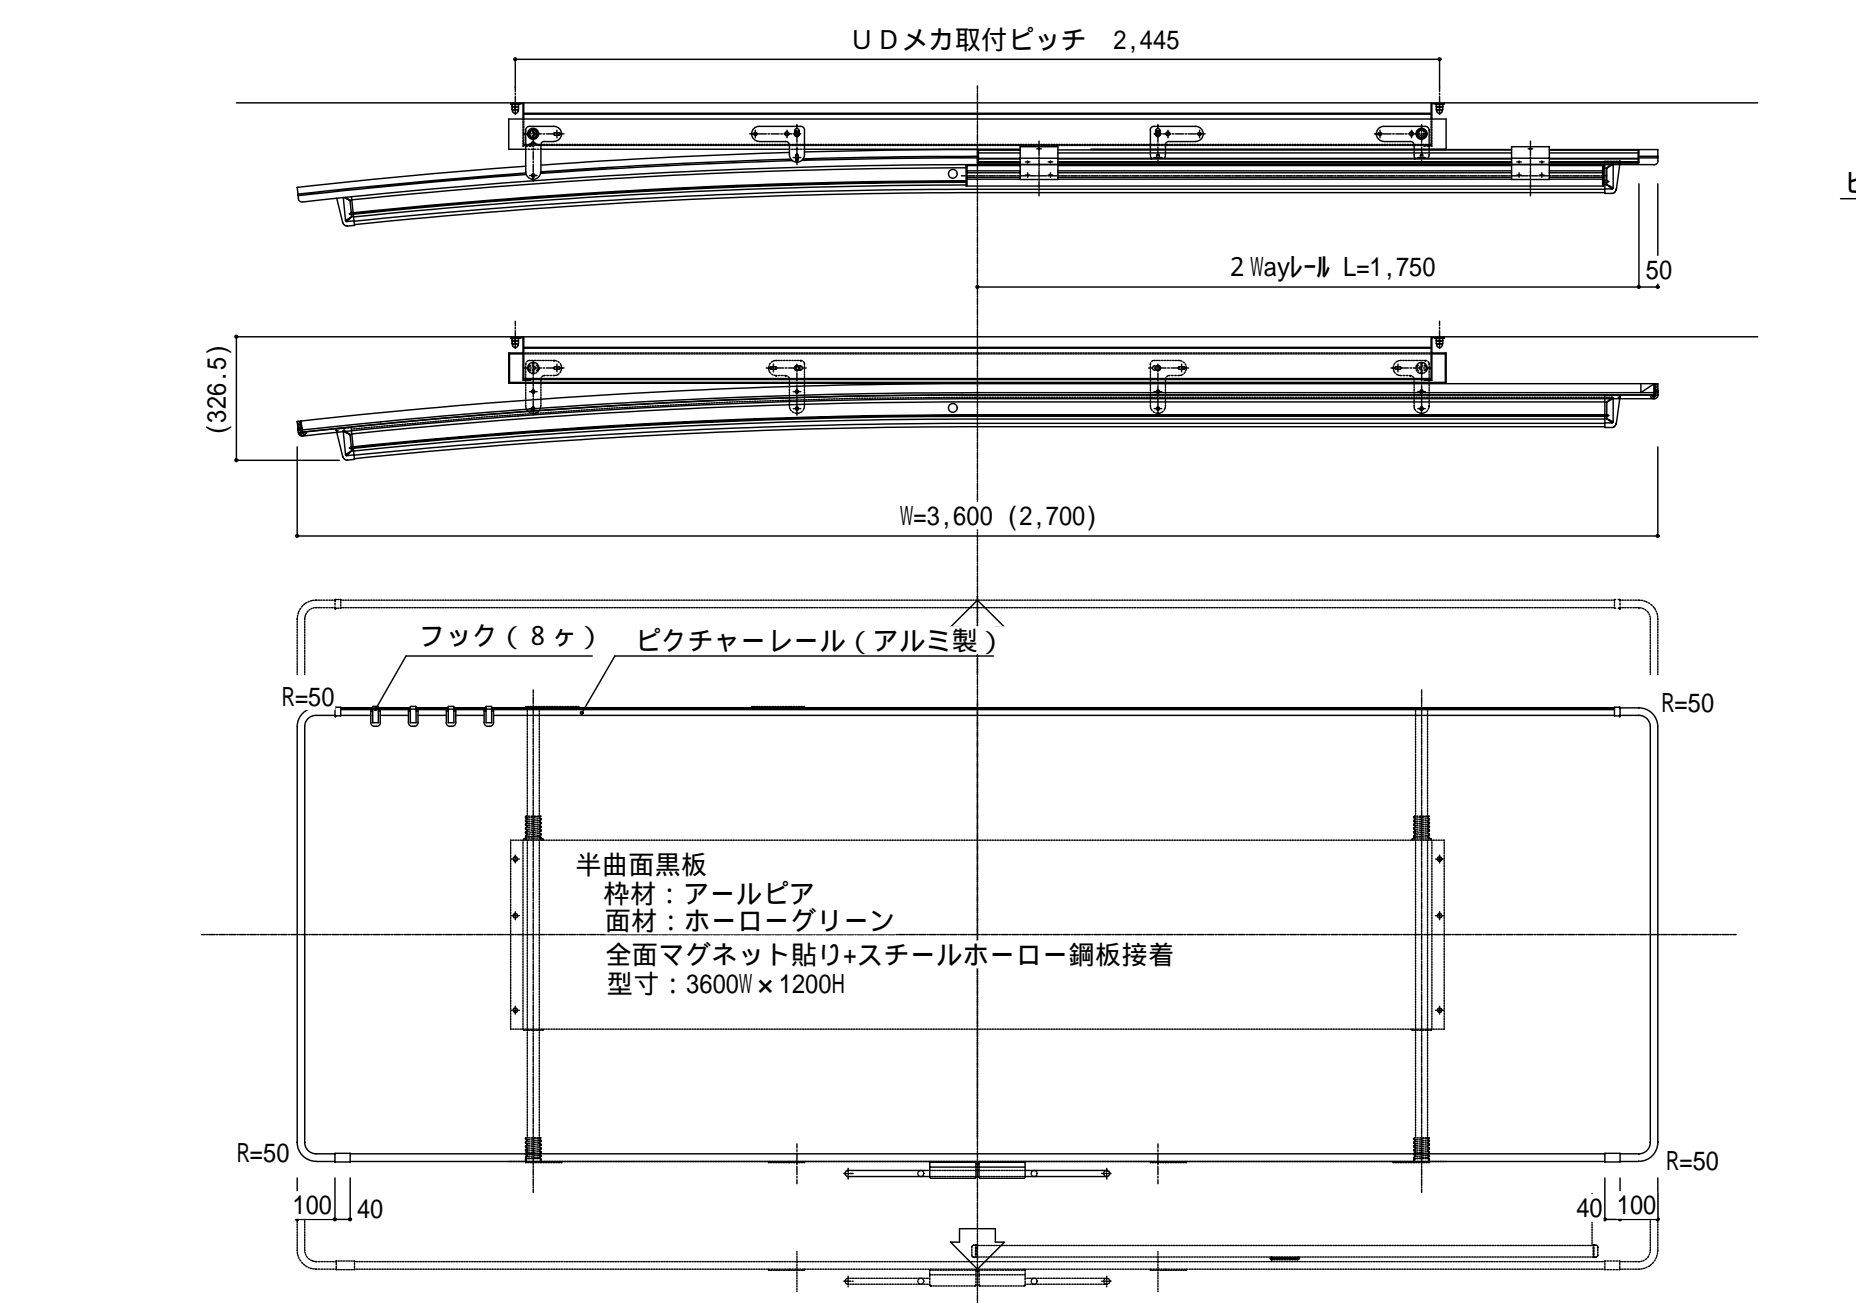 ＵＤメカ取付ピッチ 2,445
2Wayﾚｰﾙ L=1,750
50
(326.5)
W=3,600 (2,700)
フック（８ヶ）
ピクチャーレール（アルミ製）
R=50
R=50
半曲面黒板
枠材：アールピア
面材：ホーローグリーン
全面マグネット貼り+スチールホーロー鋼板接着
型寸：3600W×1200H
R=50
R=50
100
40
40
100